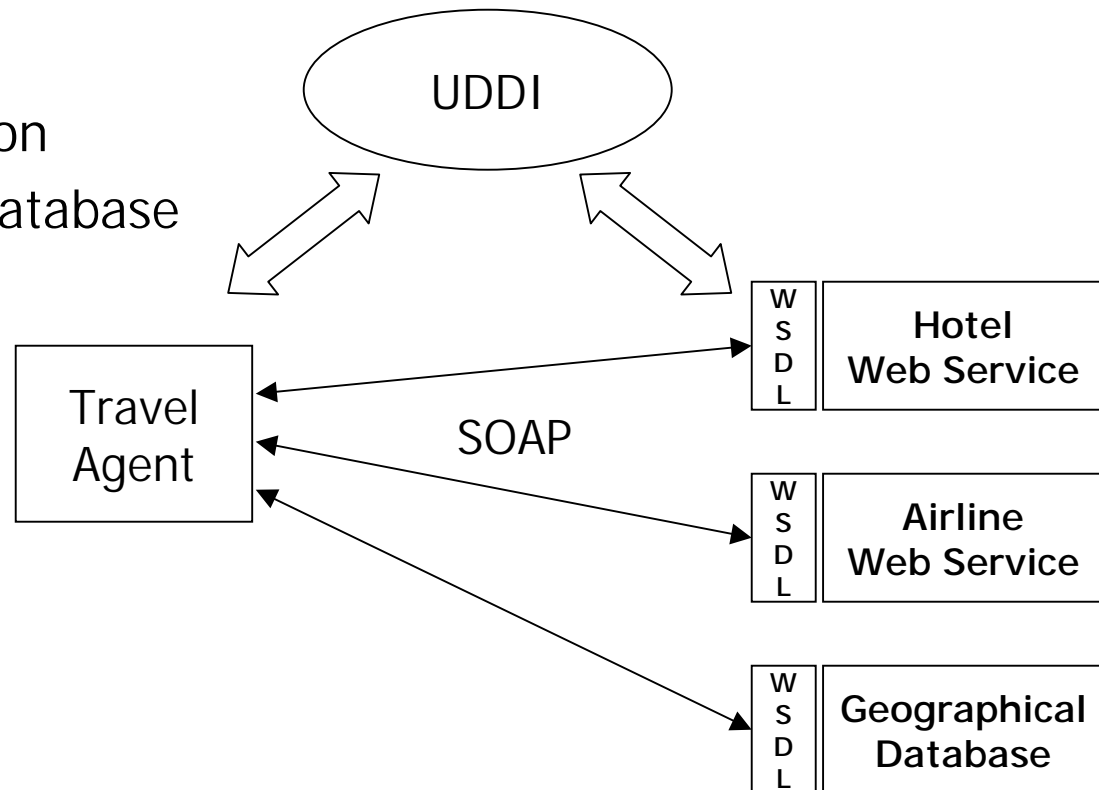 UDDI
on
atabase
W
S
D
L
Hotel
Web Service
Travel
Agent
SOAP
W
S
D
L
Airline
Web Service
W
S
D
L
Geographical
Database